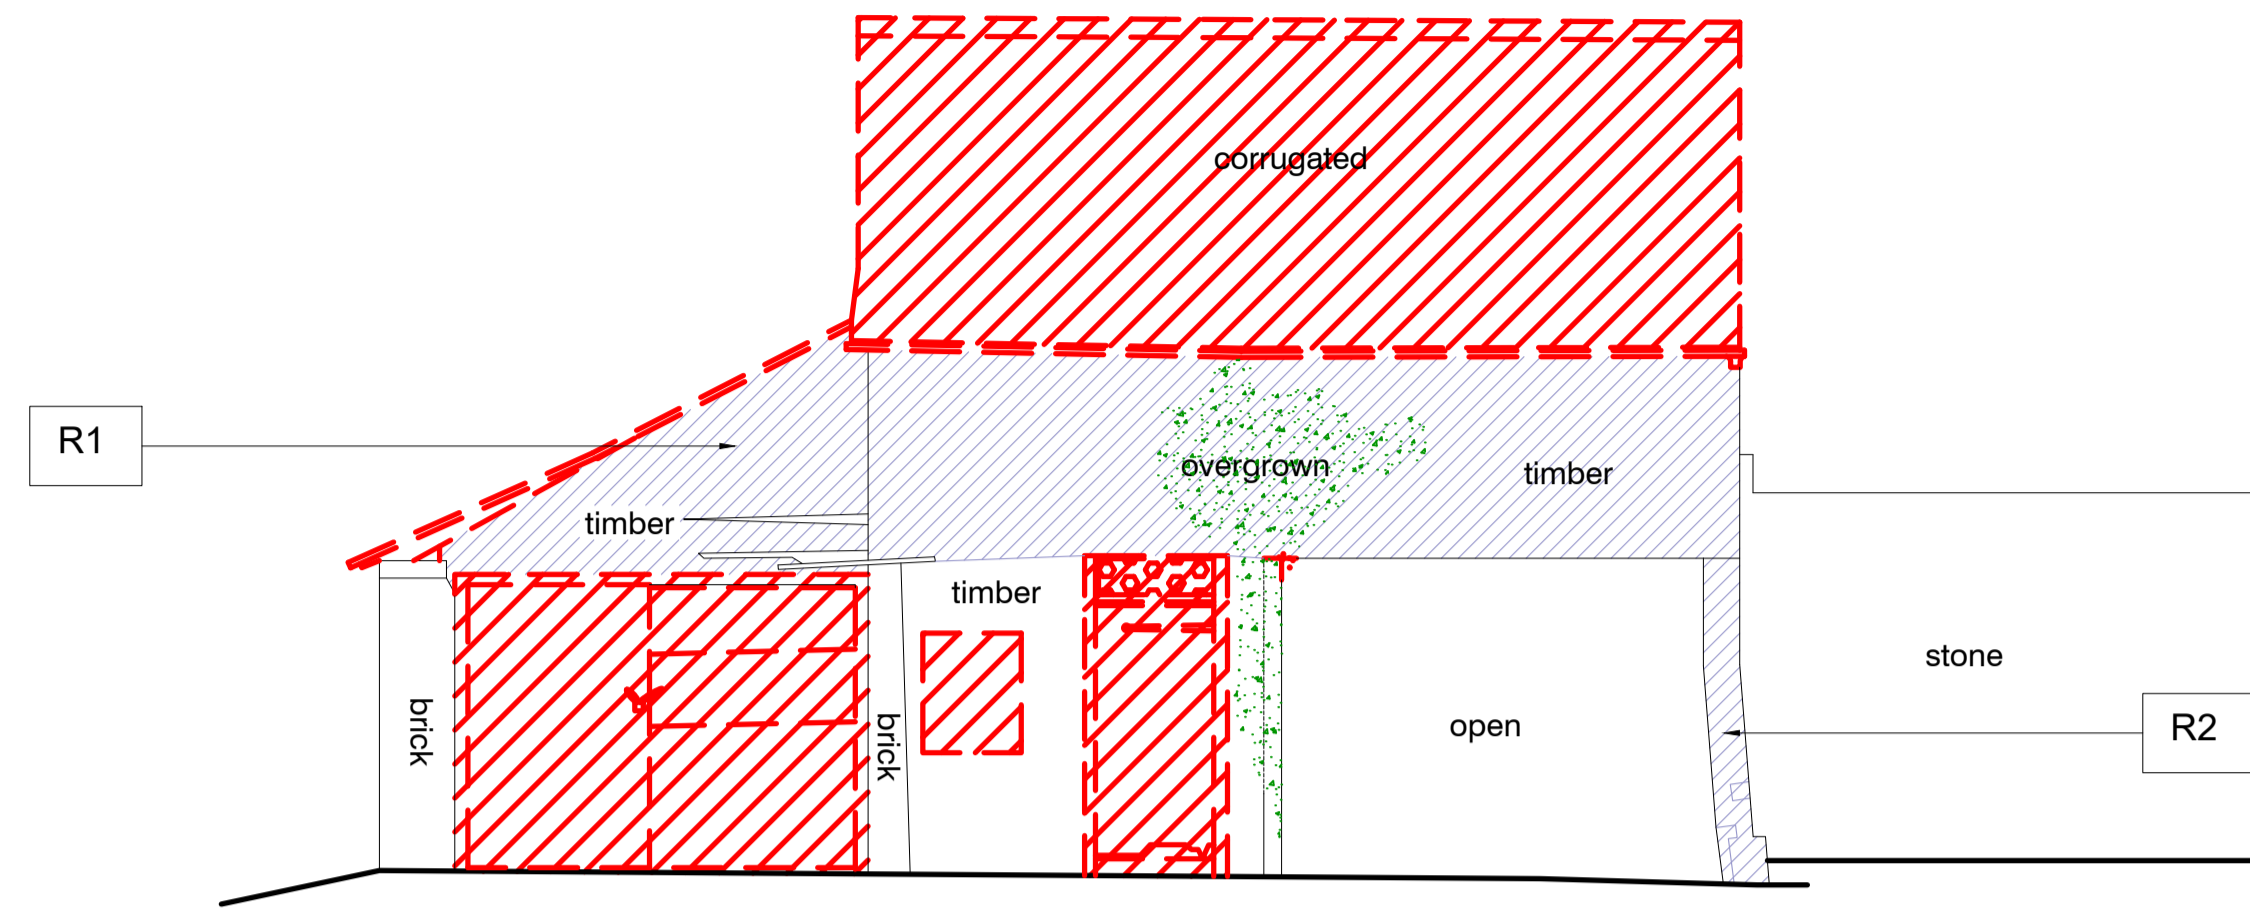 corrugated
R1
overgrown
timber
timber
timber
stone
brick
brick
open
R2